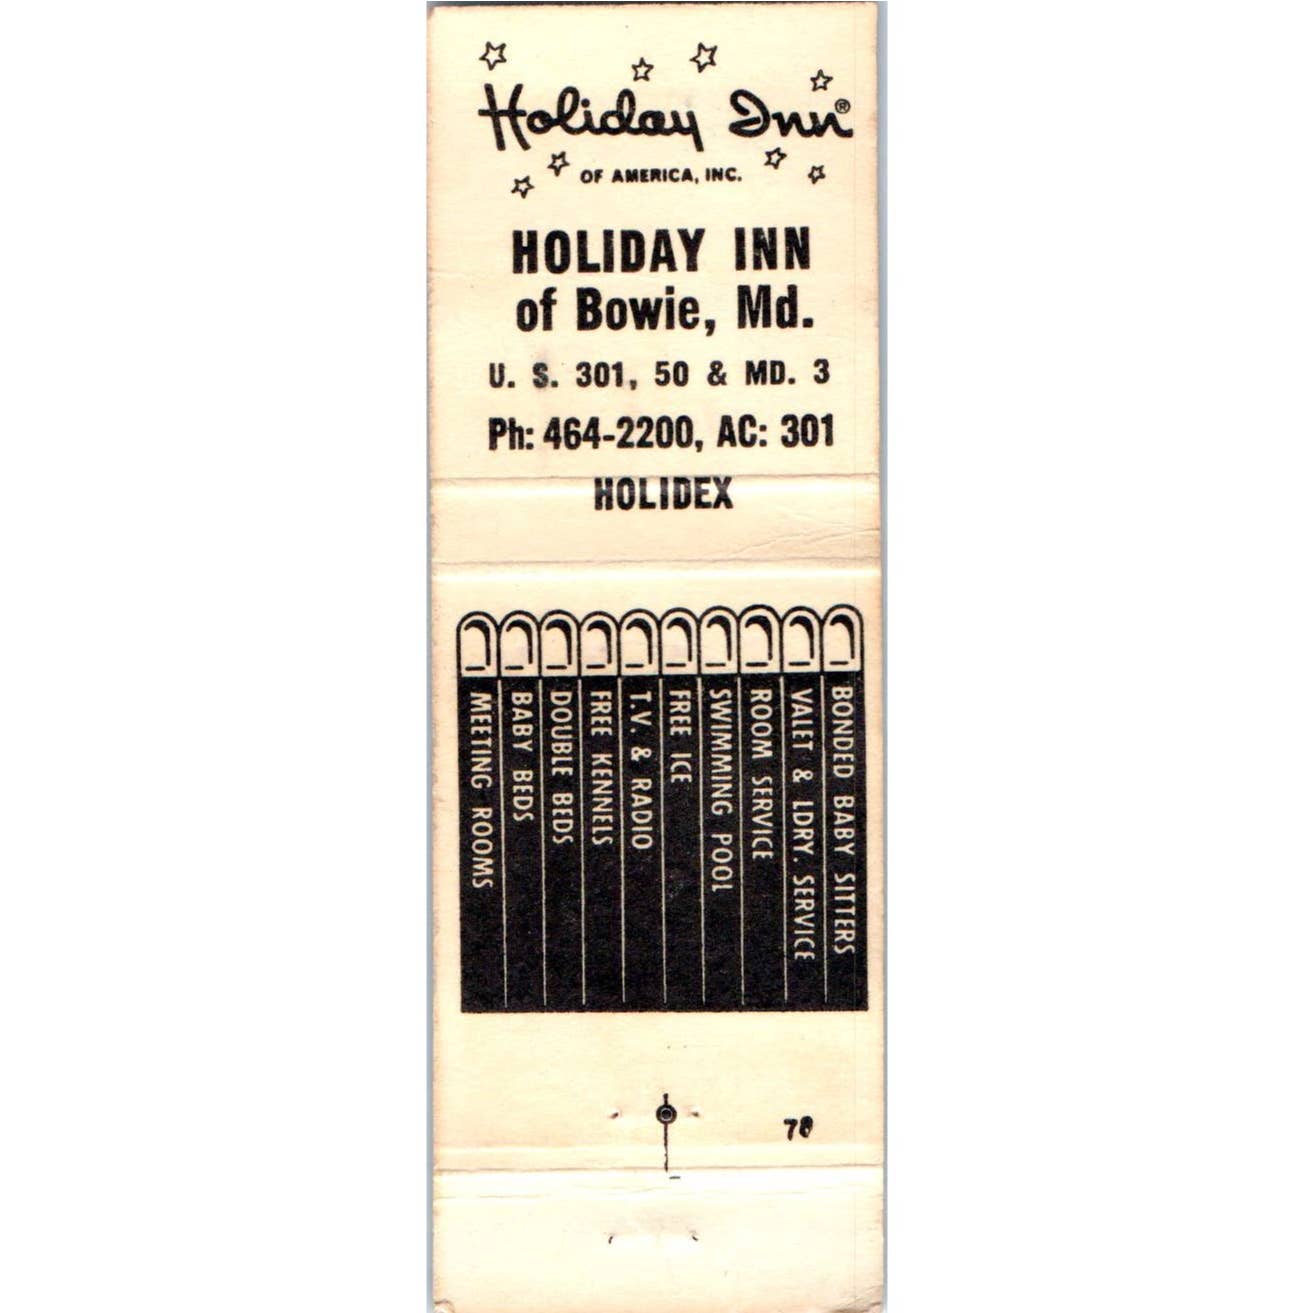 Holiday Inn®
OF AMERICA, INC.
HOLIDAY INN
of Bowie, Md.
U. S. 301, 50 & MD. 3
Ph: 464-2200, AC: 301
HOLIDEX
BONDED BABY SITTERS
VALET & LDRY. SERVICE
ROOM SERVICE
SWIMMING POOL
FREE ICE
T.V. & RADIO
FREE KENNELS
DOUBLE BEDS
BABY BEDS
MEETING ROOMS
78